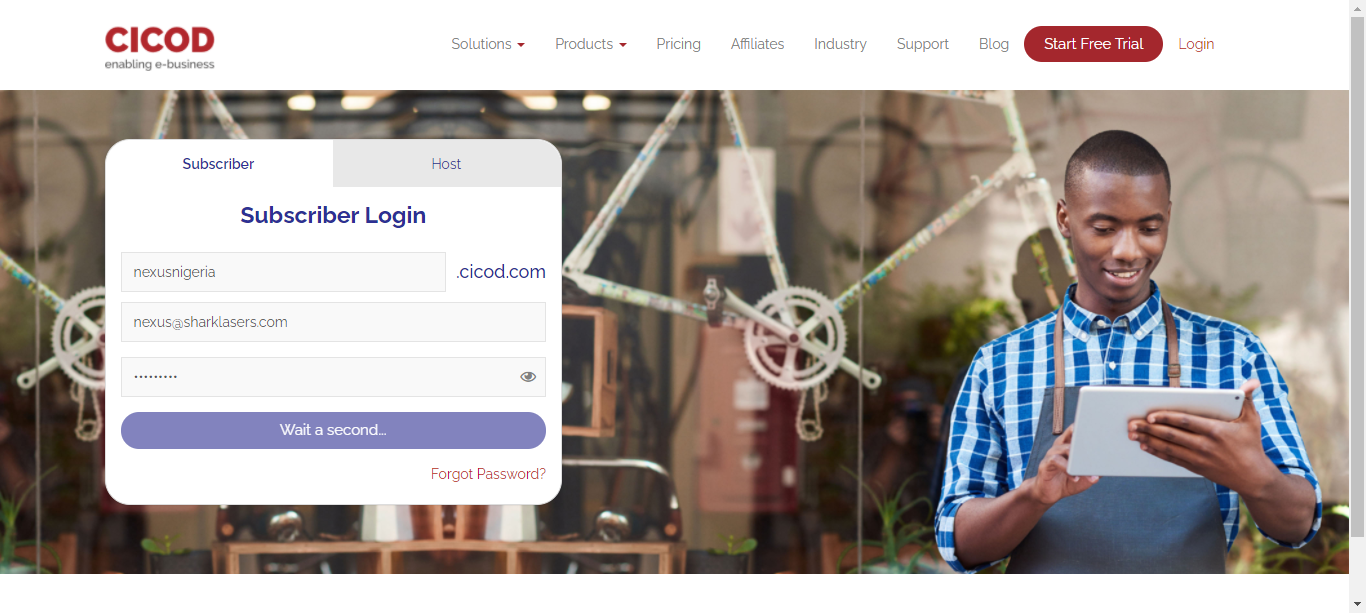 CICOD
enabling e-business
Solutions Products Pricing Affiliates Industry Support Blog Start Free Trial Login
Subscriber Host
Subscriber Login
nexusnigeria .cicod.com
nexus@sharklasers.com
•••••••••
Wait a second...
Forgot Password?